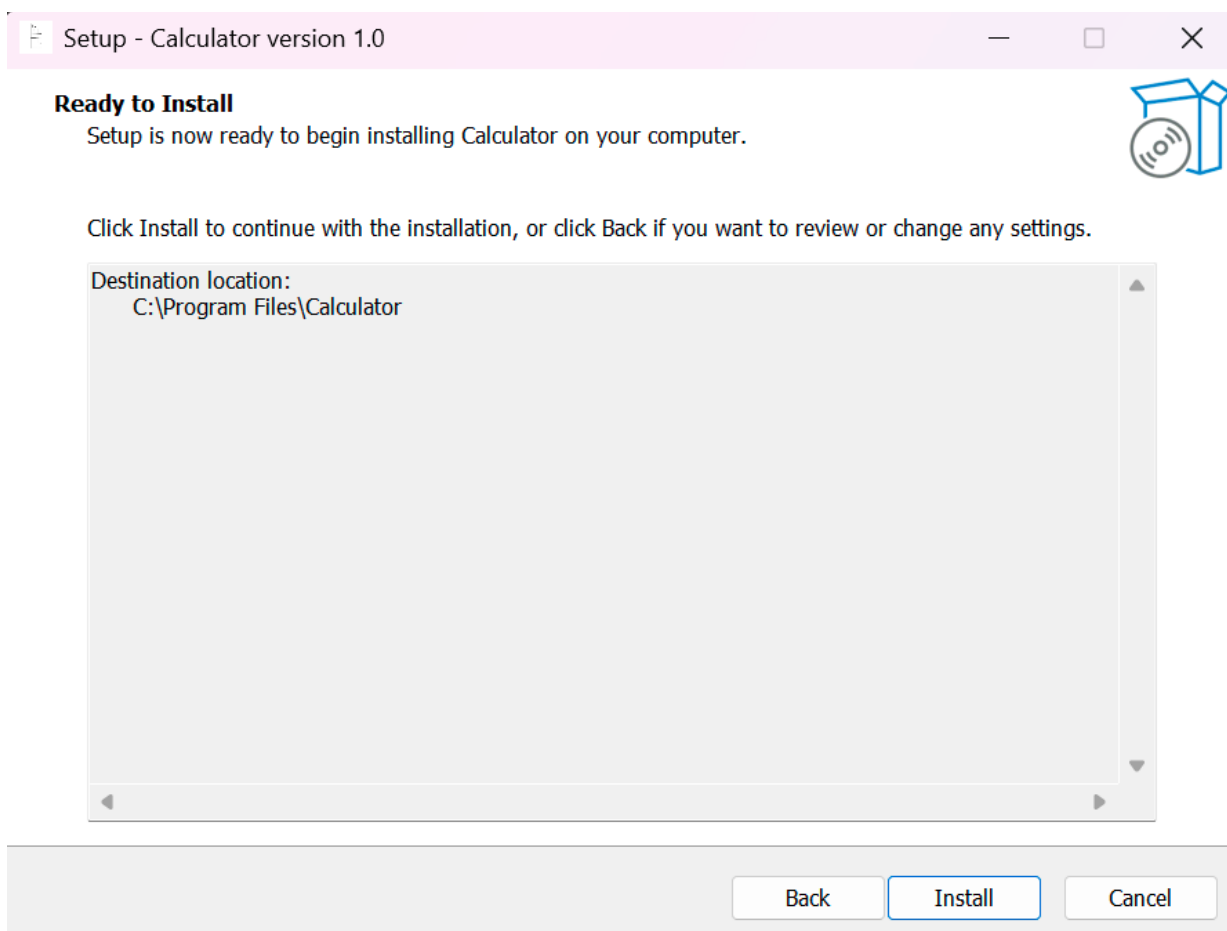 Setup - Calculator version 1.0
Ready to Install
Setup is now ready to begin installing Calculator on your computer.
Click Install to continue with the installation, or click Back if you want to review or change any settings.
Destination location:
C:\Program Files\Calculator
Back
Install
Cancel